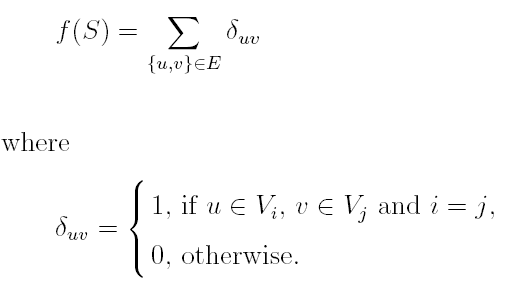 f(S) = ∑_{{u,v}∈E} δ_{uv}
where
δ_{uv} = { 1, if u ∈ V_i, v ∈ V_j and i = j,
0, otherwise.